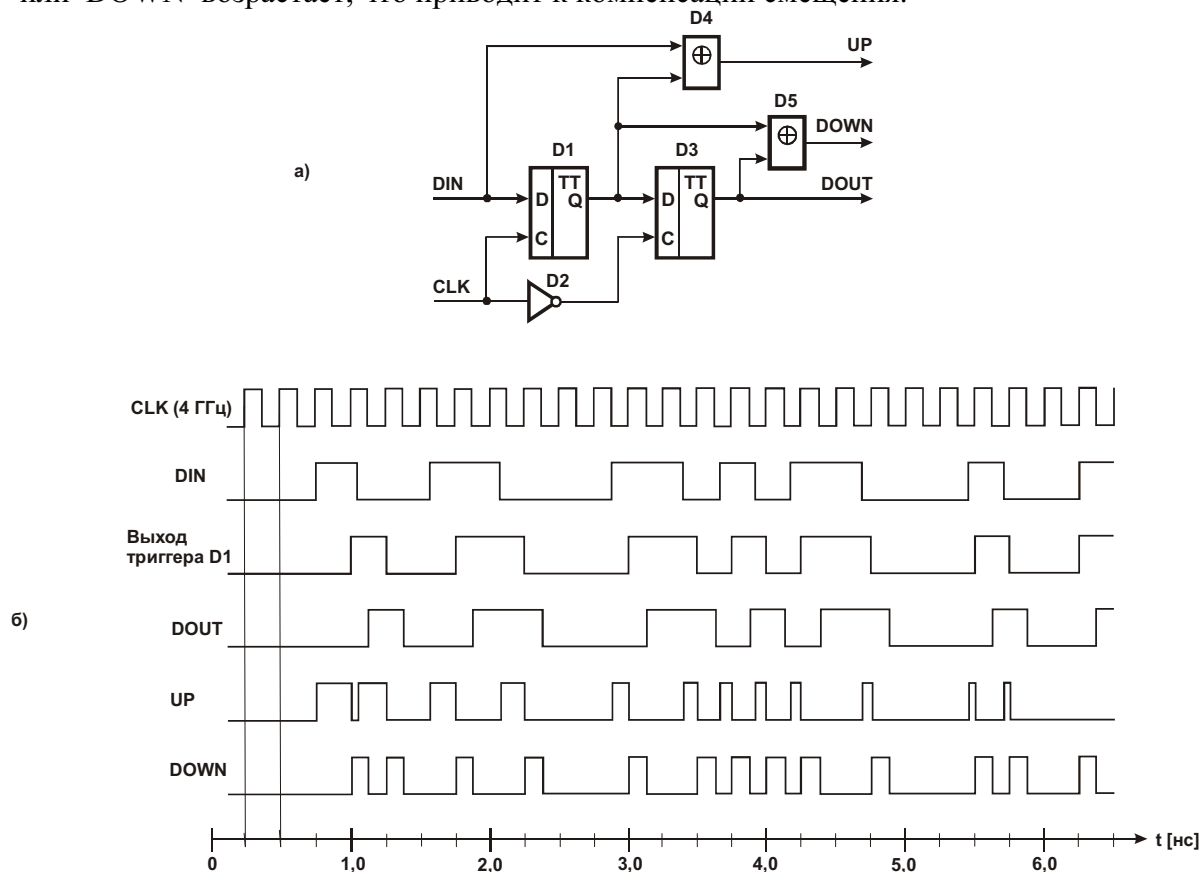 или DOWN возрастает, что приводит к компенсации смещения.
D4
UP
D5
DOWN
D1
D3
а)
DIN
TT
D
Q
TT
D
Q
DOUT
C
C
D2
CLK
CLK (4 ГГц)
DIN
Выход
триггера D1
б)
DOUT
UP
DOWN
t [нс]
0
1,0
2,0
3,0
4,0
5,0
6,0